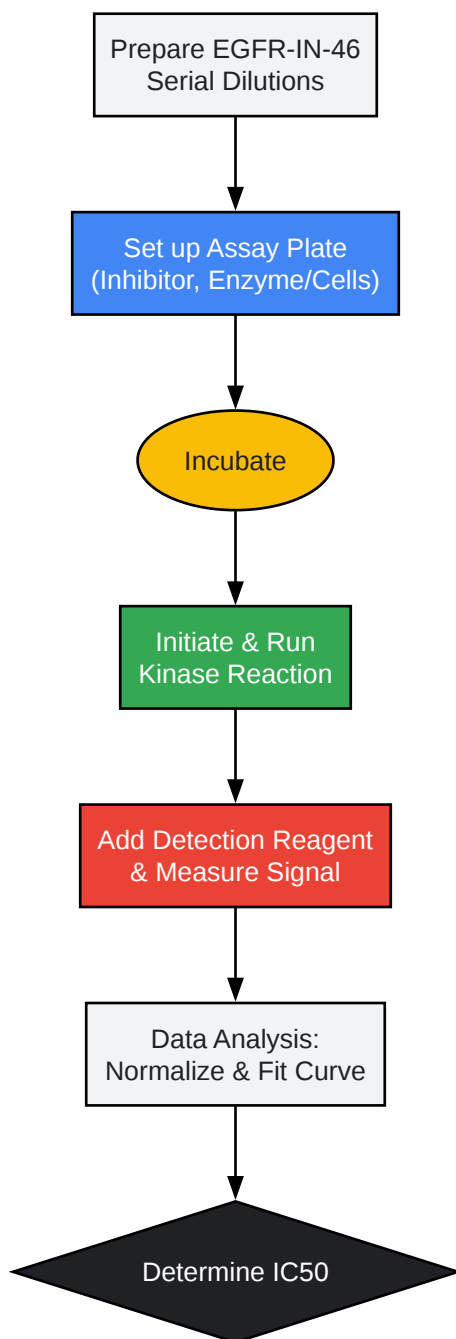 Prepare EGFR-IN-46
Serial Dilutions
Set up Assay Plate
(Inhibitor, Enzyme/Cells)
Incubate
Initiate & Run
Kinase Reaction
Add Detection Reagent
& Measure Signal
Data Analysis:
Normalize & Fit Curve
Determine IC50